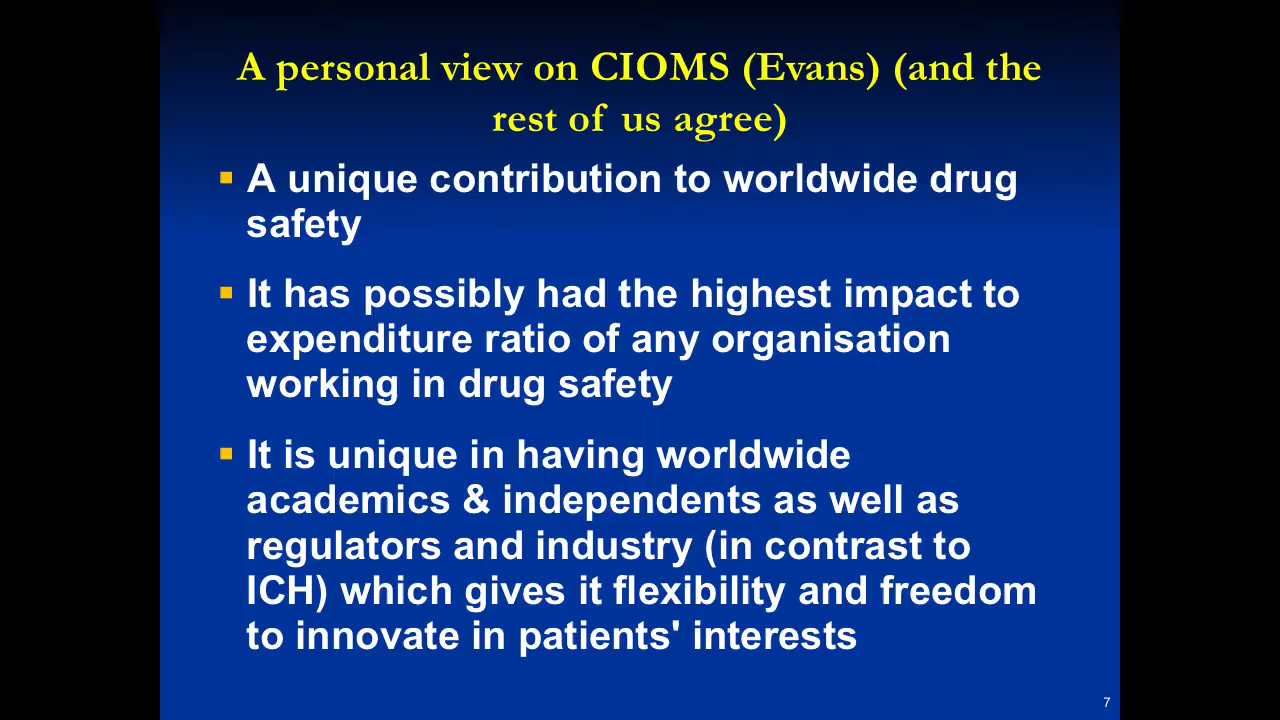 A personal view on CIOMS (Evans) (and the
rest of us agree)
▪ A unique contribution to worldwide drug
safety
▪ It has possibly had the highest impact to
expenditure ratio of any organisation
working in drug safety
▪ It is unique in having worldwide
academics & independents as well as
regulators and industry (in contrast to
ICH) which gives it flexibility and freedom
to innovate in patients' interests
7